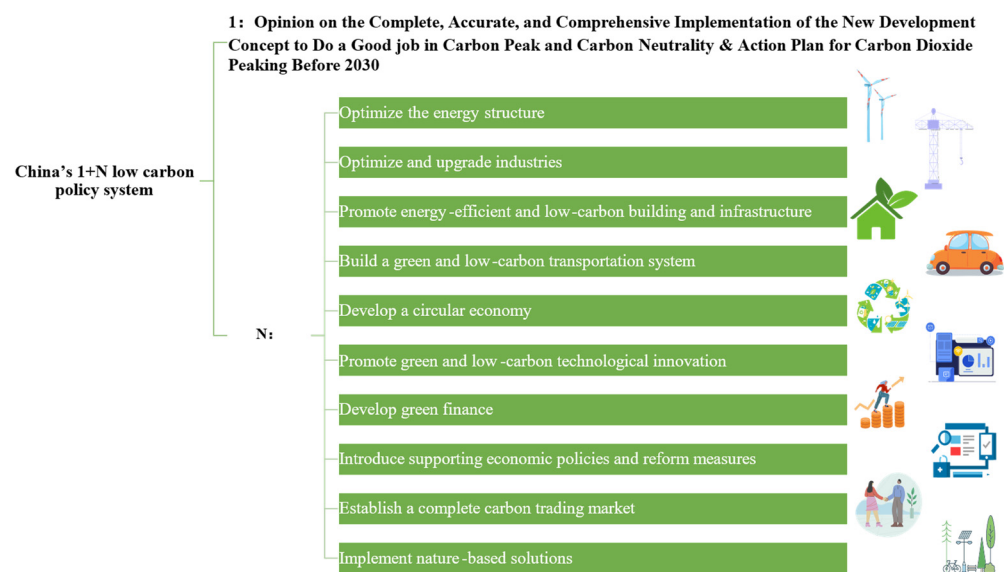 1：Opinion on the Complete, Accurate, and Comprehensive Implementation of the New Development
Concept to Do a Good job in Carbon Peak and Carbon Neutrality & Action Plan for Carbon Dioxide
Peaking Before 2030
China's 1+N low carbon
policy system
N：
Optimize the energy structure
Optimize and upgrade industries
Promote energy-efficient and low-carbon building and infrastructure
Build a green and low-carbon transportation system
Develop a circular economy
Promote green and low-carbon technological innovation
Develop green finance
Introduce supporting economic policies and reform measures
Establish a complete carbon trading market
Implement nature-based solutions